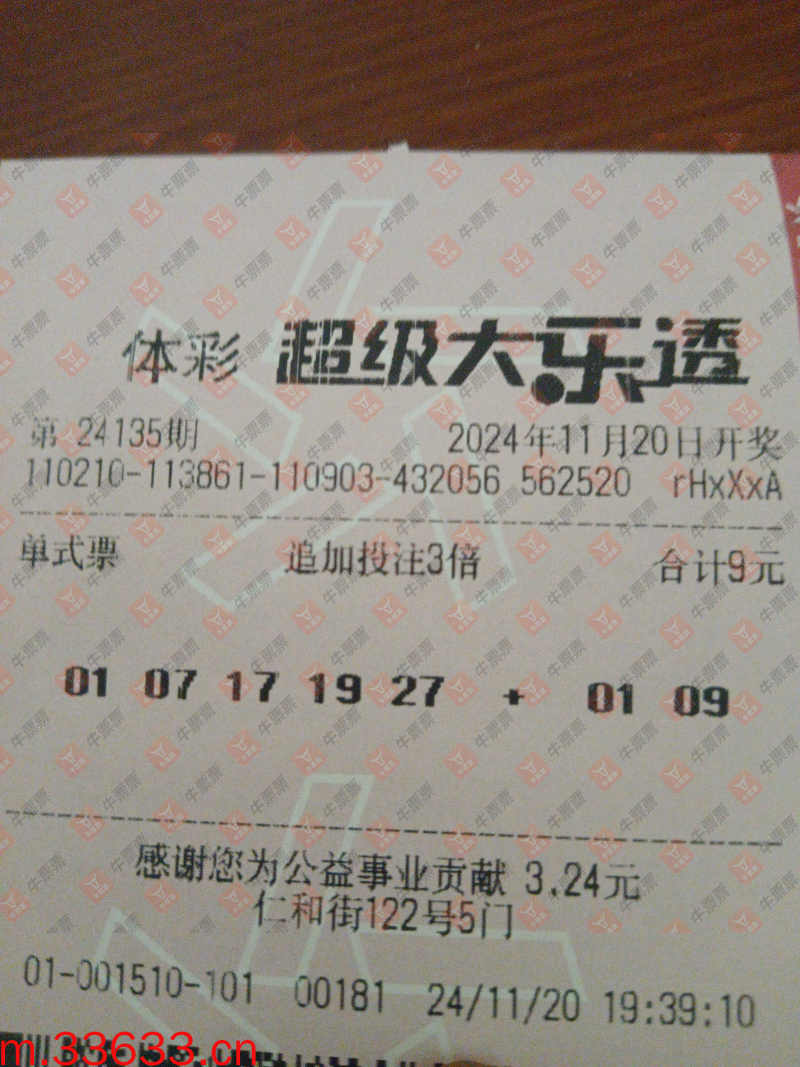 体彩 超级大乐透
第 24135期 2024年11月20日开奖
110210-113861-110903-432056 562520 rHxXxA
单式票 追加投注3倍 合计9元
01 07 17 19 27 + 01 09
感谢您为公益事业贡献 3.24元
仁和街122号5门
01-001510-101 00181 24/11/20 19:39:10
m.33633.cn
牛票票